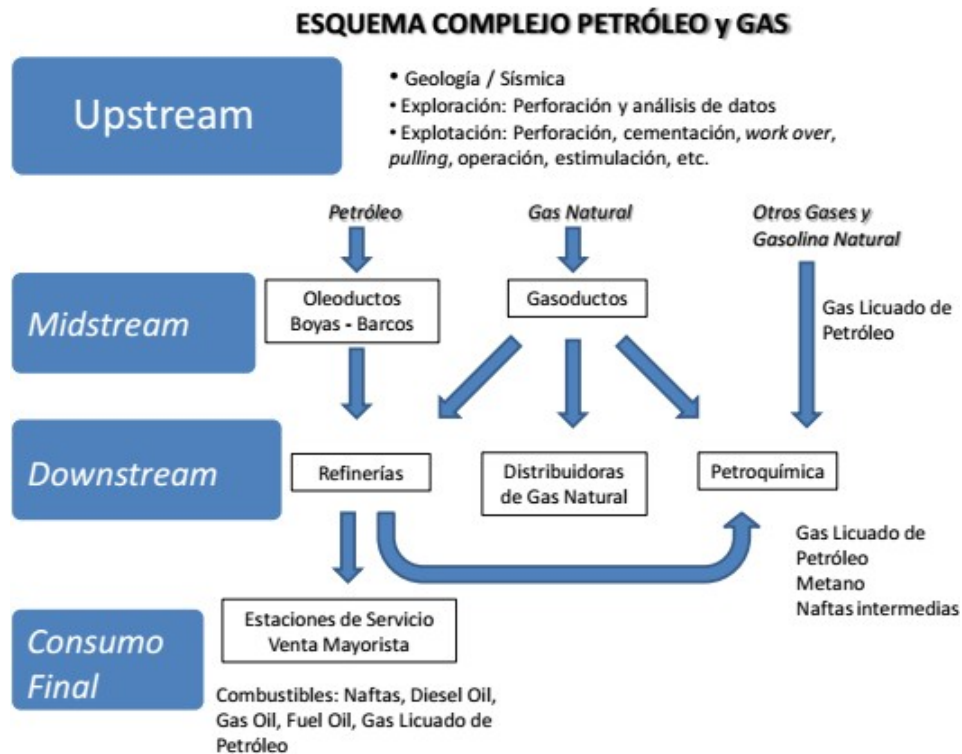 ESQUEMA COMPLEJO PETRÓLEO y GAS
Upstream
• Geología / Sísmica
• Exploración: Perforación y análisis de datos
• Explotación: Perforación, cementación, work over,
pulling, operación, estimulación, etc.
Petróleo
Gas Natural
Otros Gases y
Gasolina Natural
Midstream
Oleoductos
Boyas - Barcos
Gasoductos
Gas Licuado de
Petróleo
Downstream
Refinerías
Distribuidoras
de Gas Natural
Petroquímica
Gas Licuado de
Petróleo
Metano
Naftas intermedias
Consumo
Final
Estaciones de Servicio
Venta Mayorista
Combustibles: Naftas, Diesel Oil,
Gas Oil, Fuel Oil, Gas Licuado de
Petróleo